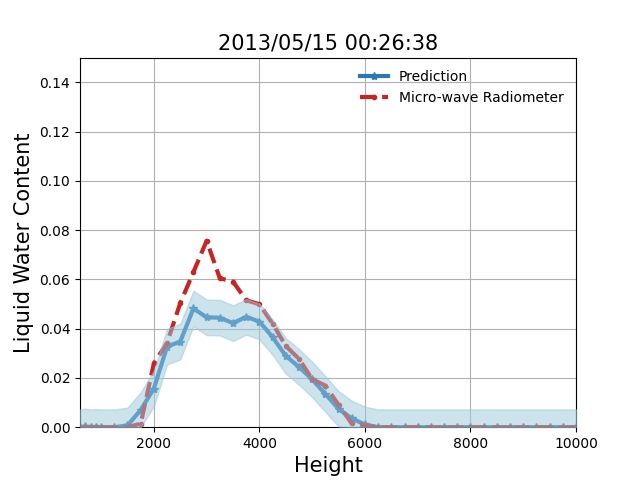 2013/05/15 00:26:38
Prediction
Micro-wave Radiometer
Liquid Water Content
0.14
0.12
0.10
0.08
0.06
0.04
0.02
0.00
2000 4000 6000 8000 10000
Height